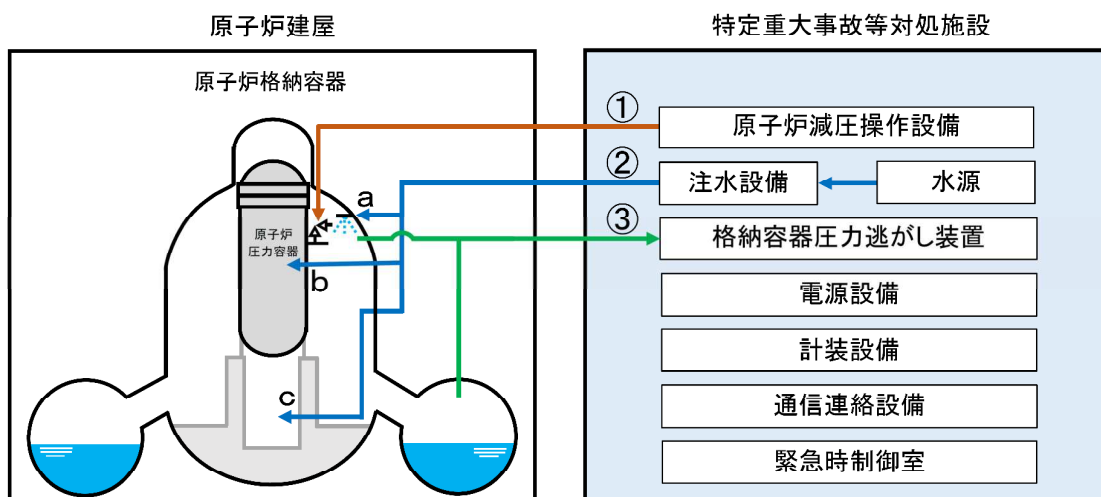 原子炉建屋
原子炉格納容器
原子炉
圧力容器
a
b
c
特定重大事故等対処施設
①
原子炉減圧操作設備
②
注水設備
水源
③
格納容器圧力逃がし装置
電源設備
計装設備
通信連絡設備
緊急時制御室